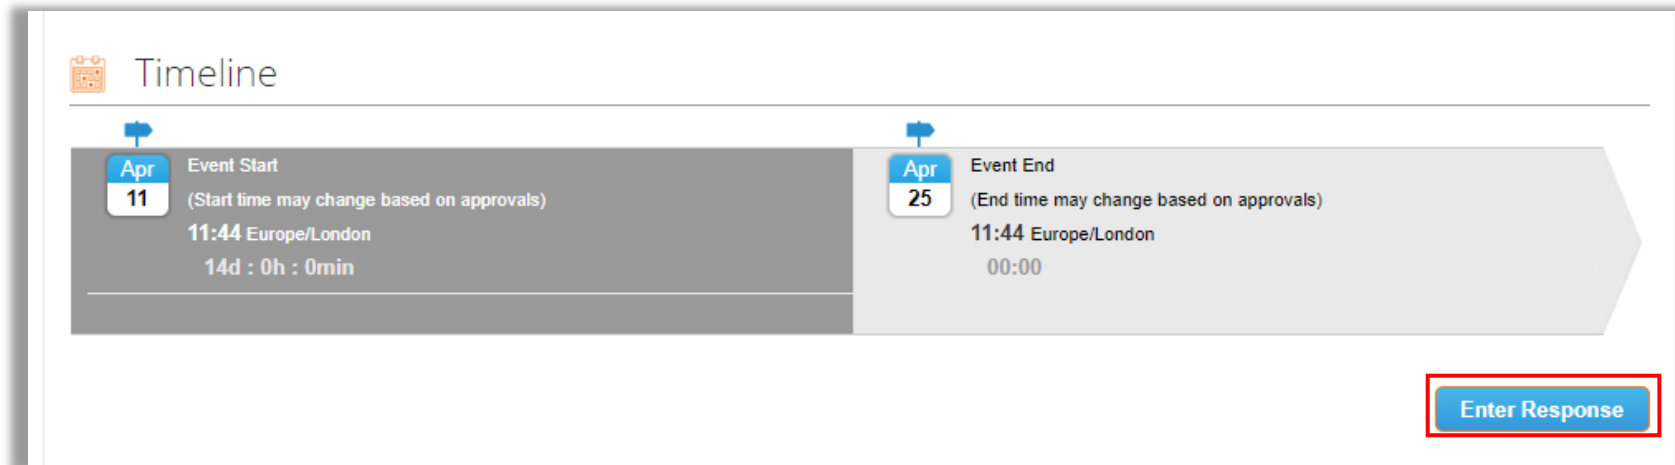 Timeline
Apr
11
Event Start
(Start time may change based on approvals)
11:44 Europe/London
14d : 0h : 0min
Apr
25
Event End
(End time may change based on approvals)
11:44 Europe/London
00:00
Enter Response